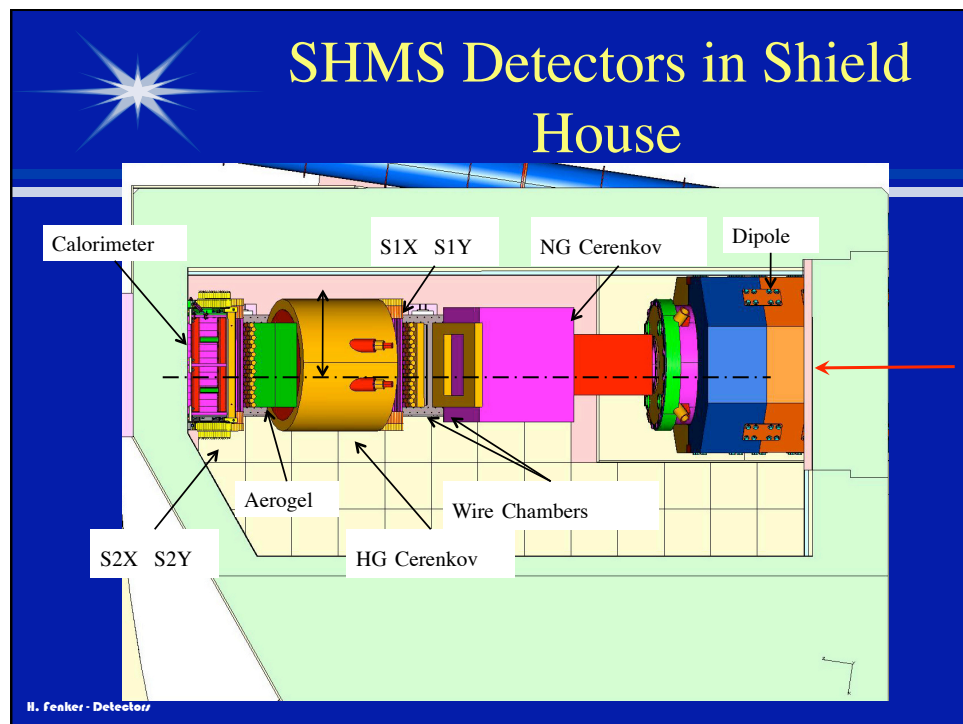 SHMS Detectors in Shield
House
Calorimeter
S1X S1Y
NG Cerenkov
Dipole
Aerogel
Wire Chambers
S2X S2Y
HG Cerenkov
H. Fenker - Detectors